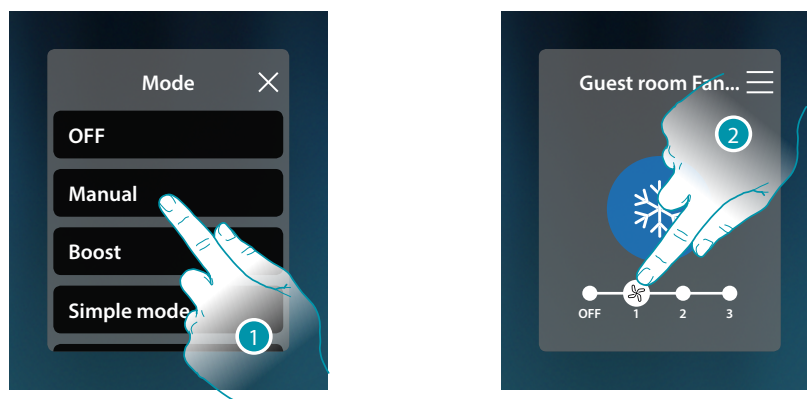 Mode
OFF
Manual
Boost
Simple mode
1
Guest room Fan...
2
OFF 1 2 3